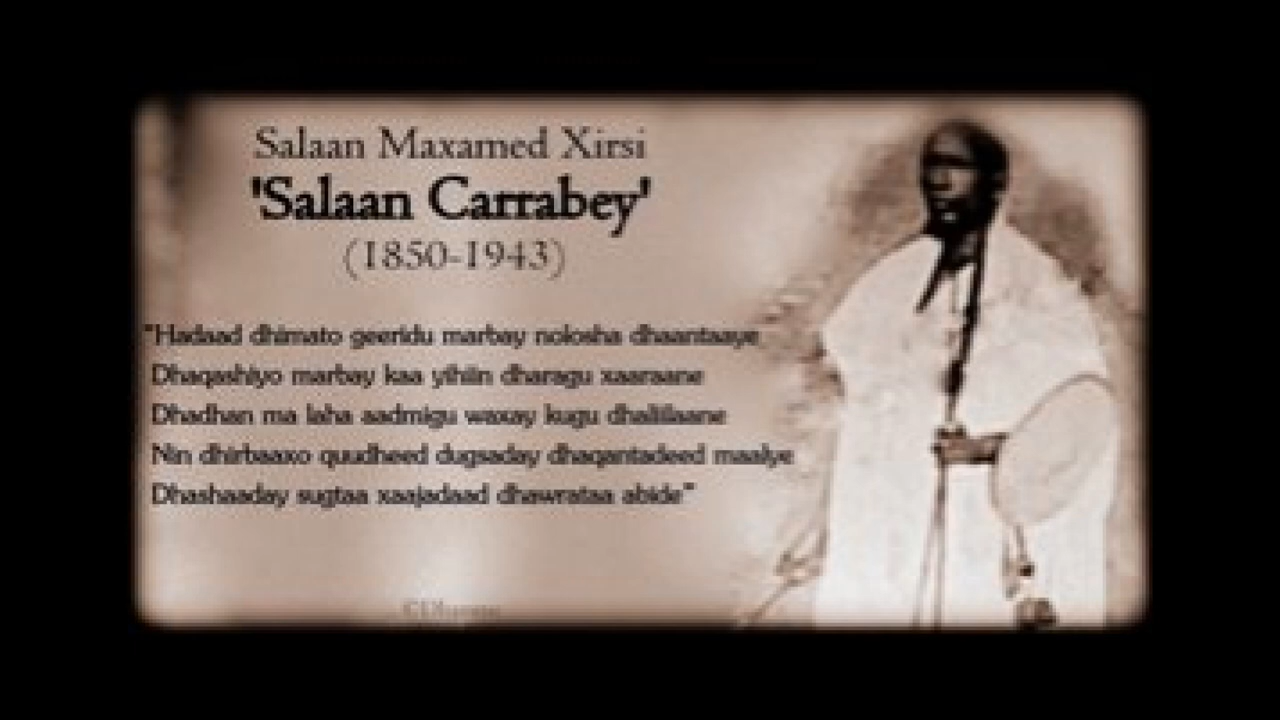 Salaan Maxamed Xirsi
'Salaan Carrabey'
(1850-1943)
"Hadaad dhimato geeridu marbay nolosha dhaantaaye
Dhaqashiyo marbay kaa yihiin dharagu xaaraane
Dhadhan ma laha aadmigu waxay kugu dhaliilaane
Nin dhirbaaxo quudheed dugsaday dhaqantadeed maalye
Dhashaaday sugtaa xaajadaad dhawrataa abide"